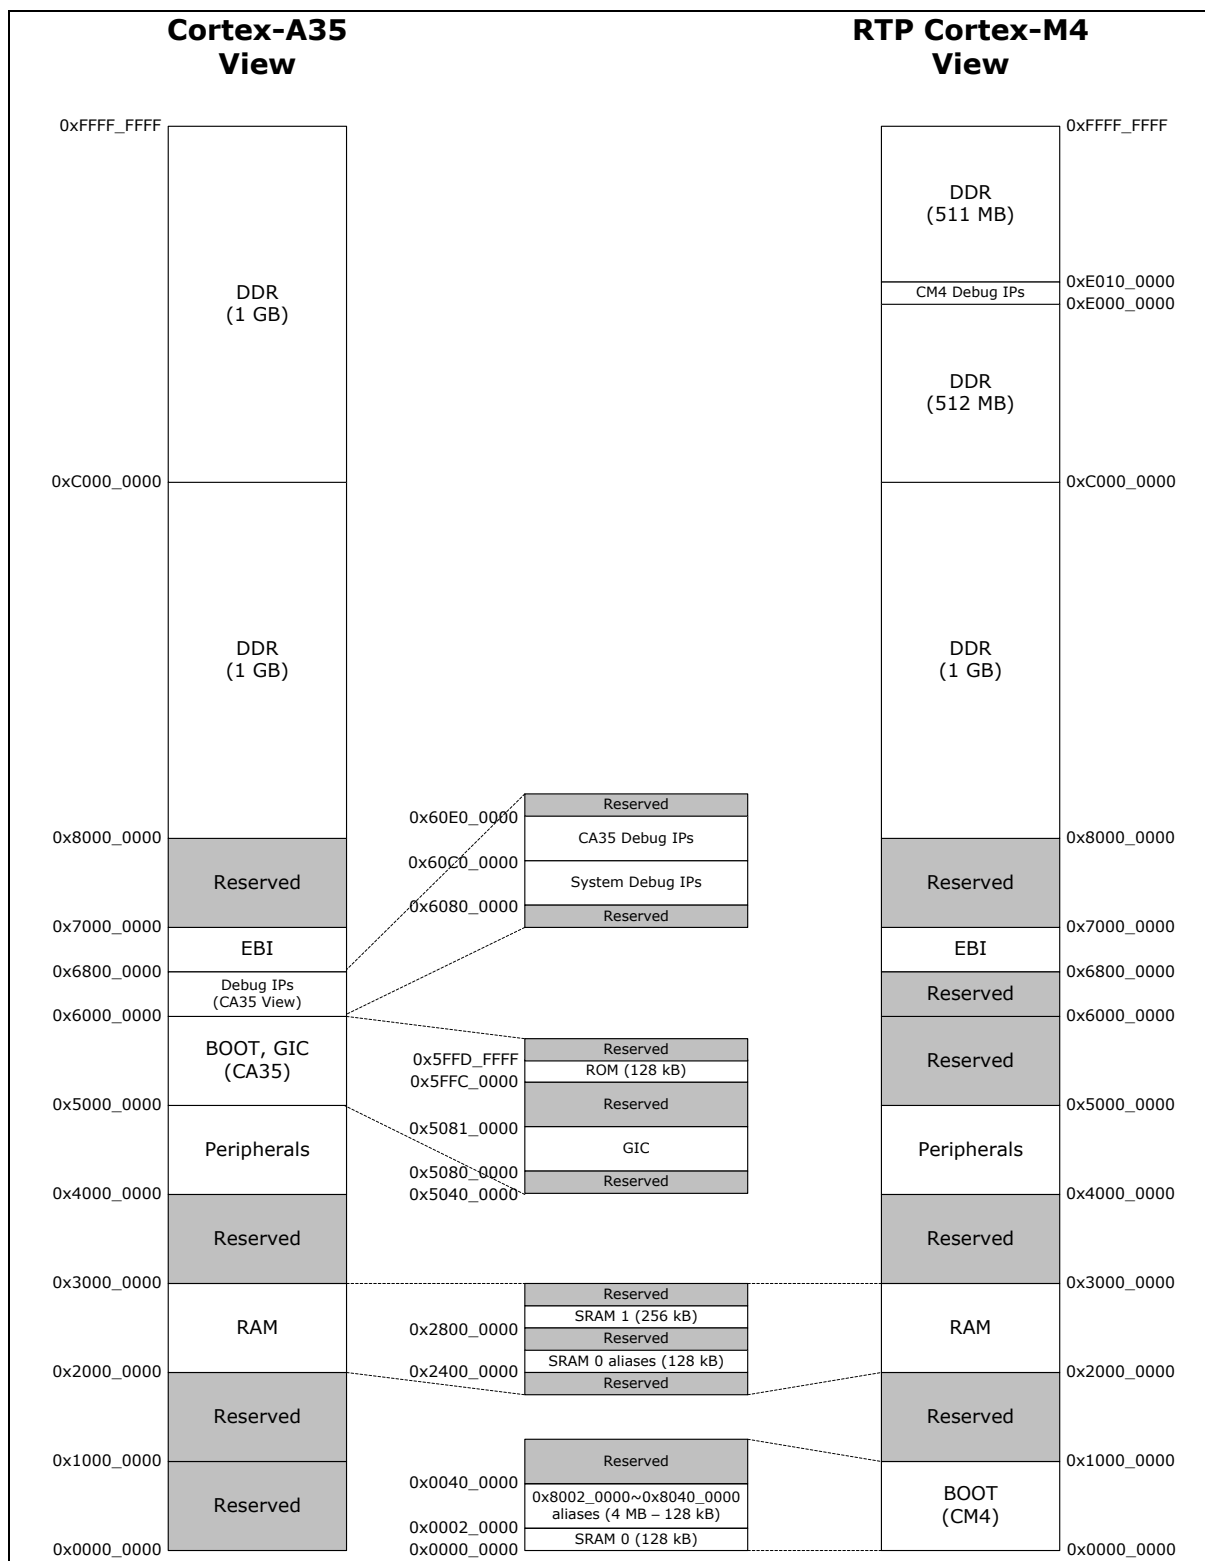 Cortex-A35
View
RTP Cortex-M4
View
0xFFFF_FFFF
0xFFFF_FFFF
DDR
(511 MB)
0xE010_0000
CM4 Debug IPs
0xE000_0000
DDR
(1 GB)
DDR
(512 MB)
0xC000_0000
0xC000_0000
DDR
(1 GB)
DDR
(1 GB)
Reserved
0x60E0_0000
CA35 Debug IPs
0x8000_0000
0x8000_0000
0x60C0_0000
Reserved
System Debug IPs
Reserved
0x6080_0000
Reserved
0x7000_0000
0x7000_0000
EBI
EBI
0x6800_0000
0x6800_0000
Debug IPs
(CA35 View)
Reserved
0x6000_0000
0x6000_0000
BOOT, GIC
(CA35)
Reserved
0x5FFD_FFFF
ROM (128 kB)
0x5FFC_0000
Reserved
Reserved
0x5000_0000
0x5000_0000
0x5081_0000
Peripherals
GIC
Peripherals
0x5080_0000
Reserved
0x5040_0000
0x4000_0000
0x4000_0000
Reserved
Reserved
0x3000_0000
0x3000_0000
Reserved
SRAM 1 (256 kB)
RAM
0x2800_0000
Reserved
RAM
SRAM 0 aliases (128 kB)
0x2000_0000
0x2400_0000
0x2000_0000
Reserved
Reserved
Reserved
0x1000_0000
Reserved
0x1000_0000
0x0040_0000
Reserved
0x8002_0000~0x8040_0000
aliases (4 MB – 128 kB)
BOOT
(CM4)
0x0002_0000
SRAM 0 (128 kB)
0x0000_0000
0x0000_0000
0x0000_0000